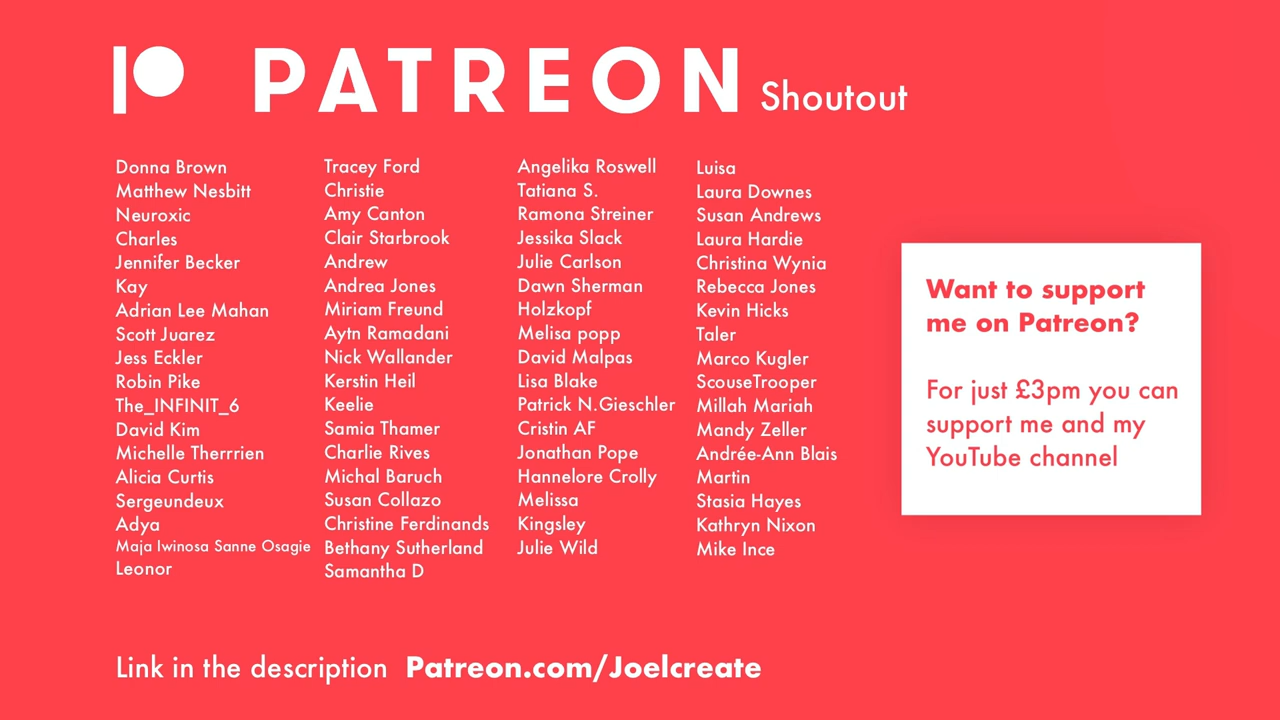 PATREON Shoutout
Donna Brown
Matthew Nesbitt
Neuroxic
Charles
Jennifer Becker
Kay
Adrian Lee Mahan
Scott Juarez
Jess Eckler
Robin Pike
The_INFINIT_6
David Kim
Michelle Therrrien
Alicia Curtis
Sergeundeux
Adya
Maja Iwinosa Sanne Osagie
Leonor
Tracey Ford
Christie
Amy Canton
Clair Starbrook
Andrew
Andrea Jones
Miriam Freund
Aytn Ramadani
Nick Wallander
Kerstin Heil
Keelie
Samia Thamer
Charlie Rives
Michal Baruch
Susan Collazo
Christine Ferdinands
Bethany Sutherland
Samantha D
Angelika Roswell
Tatiana S.
Ramona Streiner
Jessika Slack
Julie Carlson
Dawn Sherman
Holzkopf
Melisa popp
David Malpas
Lisa Blake
Patrick N.Gieschler
Cristin AF
Jonathan Pope
Hannelore Crolly
Melissa
Kingsley
Julie Wild
Luisa
Laura Downes
Susan Andrews
Laura Hardie
Christina Wynia
Rebecca Jones
Kevin Hicks
Taler
Marco Kugler
ScouseTrooper
Millah Mariah
Mandy Zeller
Andrée-Ann Blais
Martin
Stasia Hayes
Kathryn Nixon
Mike Ince
Want to support
me on Patreon?
For just £3pm you can
support me and my
YouTube channel
Link in the description Patreon.com/Joelcreate